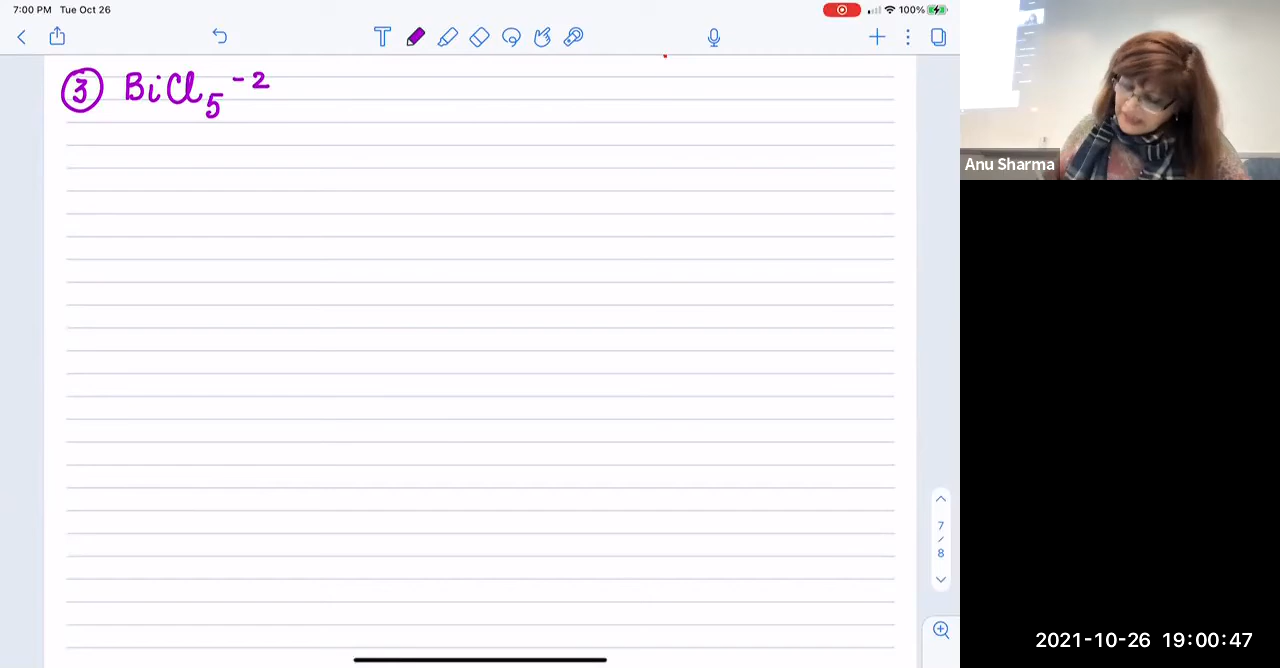 7:00 PM Tue Oct 26
100%
T
③ BiCl₅⁻²
Anu Sharma
7
/
8
2021-10-26 19:00:47